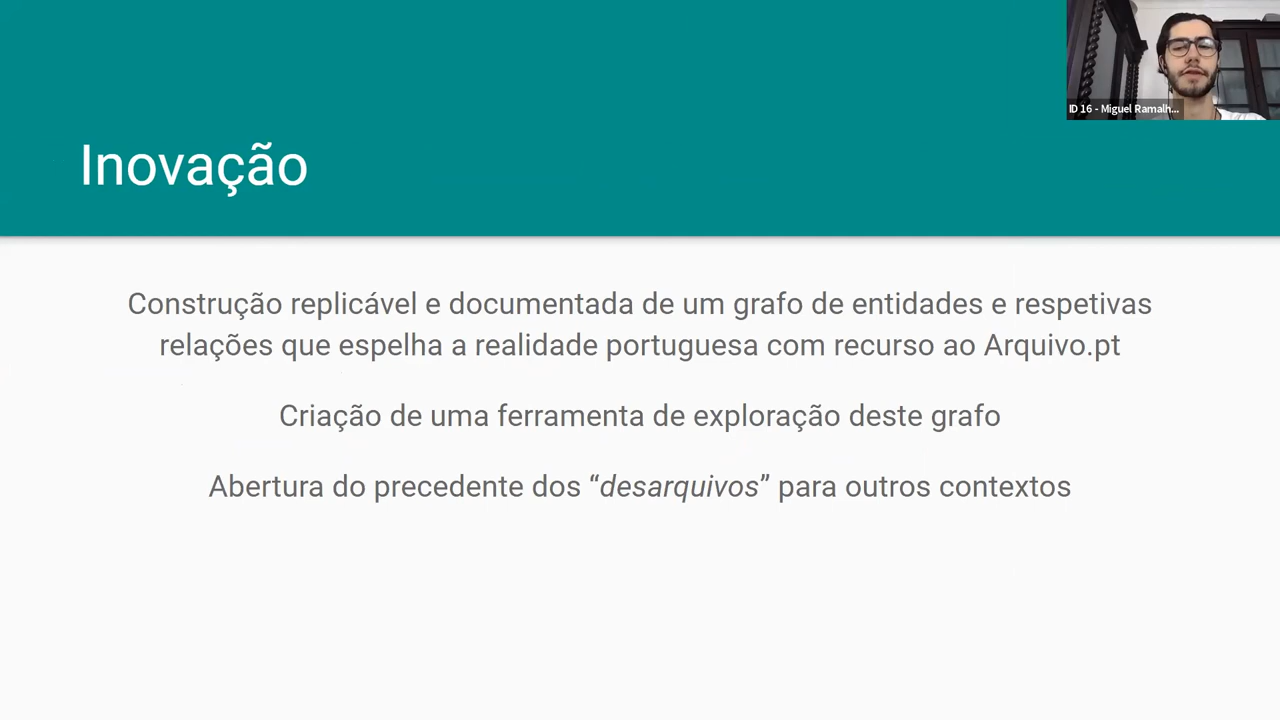 ID 16 - Miguel Ramalh...
Inovação
Construção replicável e documentada de um grafo de entidades e respetivas
relações que espelha a realidade portuguesa com recurso ao Arquivo.pt
Criação de uma ferramenta de exploração deste grafo
Abertura do precedente dos “desarquivos” para outros contextos